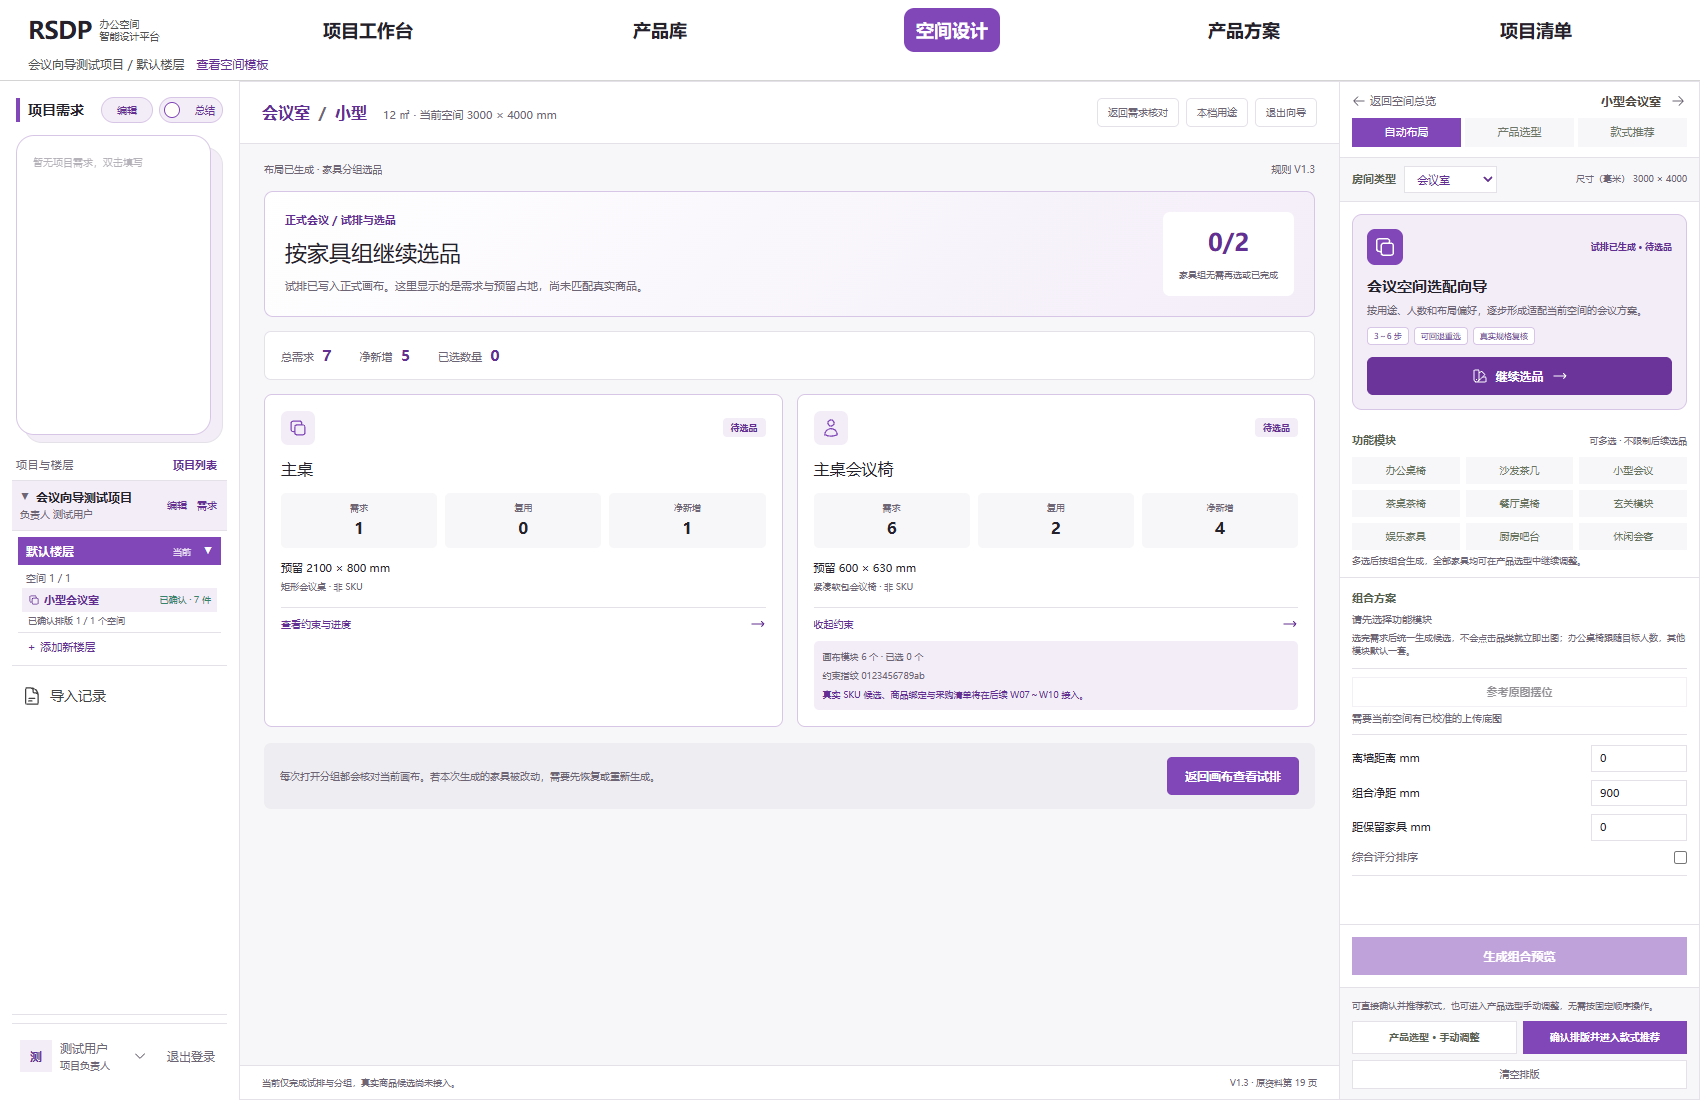 RSDP 办公空间
智能设计平台
项目工作台
产品库
空间设计
产品方案
项目清单
会议向导测试项目 / 默认楼层 查看空间模板
项目需求
编辑
总结
暂无项目需求，双击填写
项目与楼层
项目列表
▼ 会议向导测试项目
负责人 测试用户
编辑 需求
默认楼层
当前 ▼
空间 1 / 1
小型会议室
已确认 · 7 件
已确认排版 1 / 1 个空间
+ 添加新楼层
导入记录
测
测试用户
项目负责人
退出登录
会议室 / 小型 12 ㎡ · 当前空间 3000 × 4000 mm
返回需求核对
本档用途
退出向导
布局已生成 · 家具分组选品
规则 V1.3
正式会议 / 试排与选品
按家具组继续选品
试排已写入正式画布。这里显示的是需求与预留占地，尚未匹配真实商品。
0/2
家具组无需再选或已完成
总需求 7 净新增 5 已选数量 0
待选品
主桌
需求
1
复用
0
净新增
1
预留 2100 × 800 mm
矩形会议桌 · 非 SKU
查看约束与进度 →
待选品
主桌会议椅
需求
6
复用
2
净新增
4
预留 600 × 630 mm
紧凑软包会议椅 · 非 SKU
收起约束 →
画布模块 6 个 · 已选 0 个
约束指纹 0123456789ab
真实 SKU 候选、商品绑定与采购清单将在后续 W07～W10 接入。
每次打开分组都会核对当前画布。若本次生成的家具被改动，需要先恢复或重新生成。
返回画布查看试排
当前仅完成试排与分组，真实商品候选尚未接入。
V1.3 · 原资料第 19 页
← 返回空间总览
小型会议室 →
自动布局
产品选型
款式推荐
房间类型
会议室
尺寸（毫米） 3000 × 4000
试排已生成 • 待选品
会议空间选配向导
按用途、人数和布局偏好，逐步形成适配当前空间的会议方案。
3～6 步
可回退重选
真实规格复核
继续选品 →
功能模块
可多选 · 不限制后续选品
办公桌椅
沙发茶几
小型会议
茶桌茶椅
餐厅桌椅
玄关模块
娱乐家具
厨房吧台
休闲会客
多选后按组合生成，全部家具均可在产品选型中继续调整。
组合方案
请先选择功能模块
选完需求后统一生成候选，不会点击品类就立即出图；办公桌椅跟随目标人数，其他
模块默认一套。
参考原图摆位
需要当前空间有已校准的上传底图
离墙距离 mm
0
组合净距 mm
900
距保留家具 mm
0
综合评分排序
生成组合预览
可直接确认并推荐款式，也可进入产品选型手动调整，无需按固定顺序操作。
产品选型 • 手动调整
确认排版并进入款式推荐
清空排版